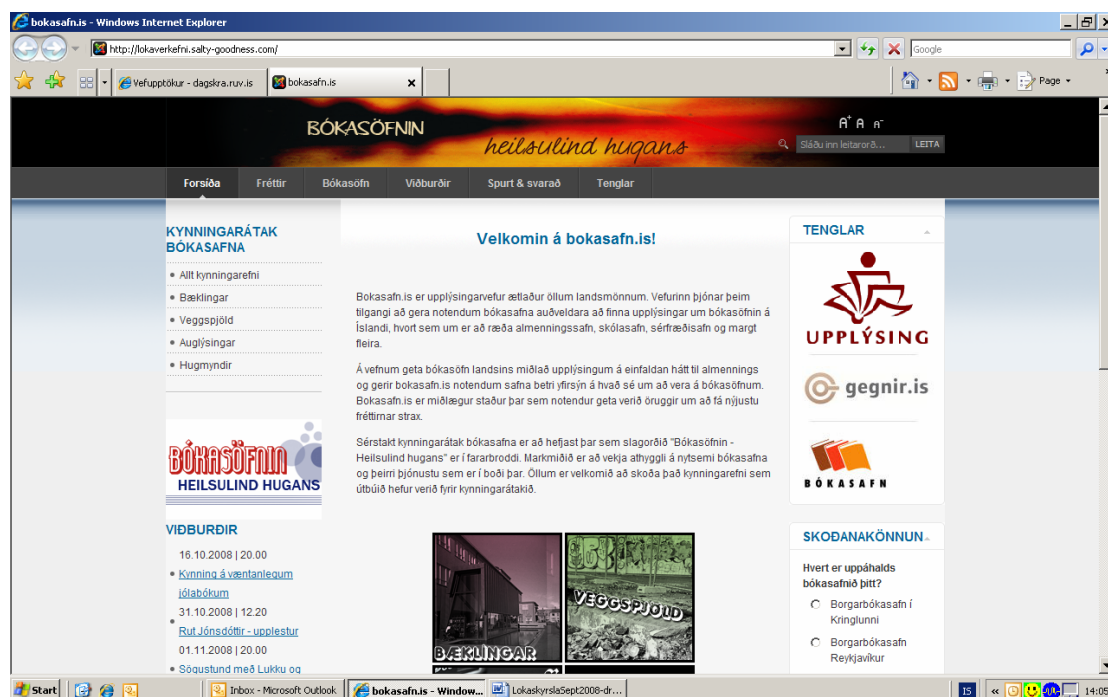 bokasafn.is - Windows Internet Explorer
http://lokaverkefni.salty-goodness.com/
Google
Vefupptökur - dagskra.ruv.is
bokasafn.is
Page
BÓKASÖFNIN
heilsulind hugans
A+ A A-
Sláðu inn leitarorð...
LEITA
Forsíða Fréttir Bókasöfn Viðburðir Spurt & svarað Tenglar
KYNNINGARÁTAK
BÓKASAFNA
Allt kynningarefni
Bæklingar
Veggspjöld
Auglýsingar
Hugmyndir
BÓKASÖFNIN
HEILSULIND HUGANS
VIÐBURÐIR
16.10.2008 | 20.00
Kynning á væntanlegum
jólabókum
31.10.2008 | 12.20
Rut Jónsdóttir - upplestur
01.11.2008 | 20.00
Sögustund með Lukku og
Velkomin á bokasafn.is!
Bokasafn.is er upplýsingarvefur ætlaður öllum landsmönnum. Vefurinn þjónar þeim
tilgangi að gera notendum bókasafna auðveldara að finna upplýsingar um bókasöfnin á
Íslandi, hvort sem um er að ræða almenningssafn, skólasafn, sérfræðisafn og margt
fleira.
Á vefnum geta bókasöfn landsins miðlað upplýsingum á einfaldan hátt til almennings
og gerir bokasafn.is notendum safna betri yfirsýn á hvað sé um að vera á bókasöfnum.
Bokasafn.is er miðlægur staður þar sem notendur geta verið öruggir um að fá nýjustu
fréttirnar strax.
Sérstakt kynningarátak bókasafna er að hefjast þar sem slagorðið "Bókasöfnin -
Heilsulind hugans" er í fararbroddi. Markmiðið er að vekja athyggli á nytsemi bókasafna
og þeirri þjónustu sem er í boði þar. Öllum er velkomið að skoða það kynningarefni sem
útbúið hefur verið fyrir kynningarátakið.
BÆKLINGAR
VEGGSPJÖLD
TENGLAR
UPPLÝSING
gegnir.is
BÓKASAFN
SKOÐANAKÖNNUN
Hvert er uppáhalds
bókasafnið þitt?
Borgarbókasafn í
Kringlunni
Borgarbókasafn
Reykjavíkur
Start
Inbox - Microsoft Outlook
bokasafn.is - Window...
LokaskyrslaSept2008-dr...
IS
14:05